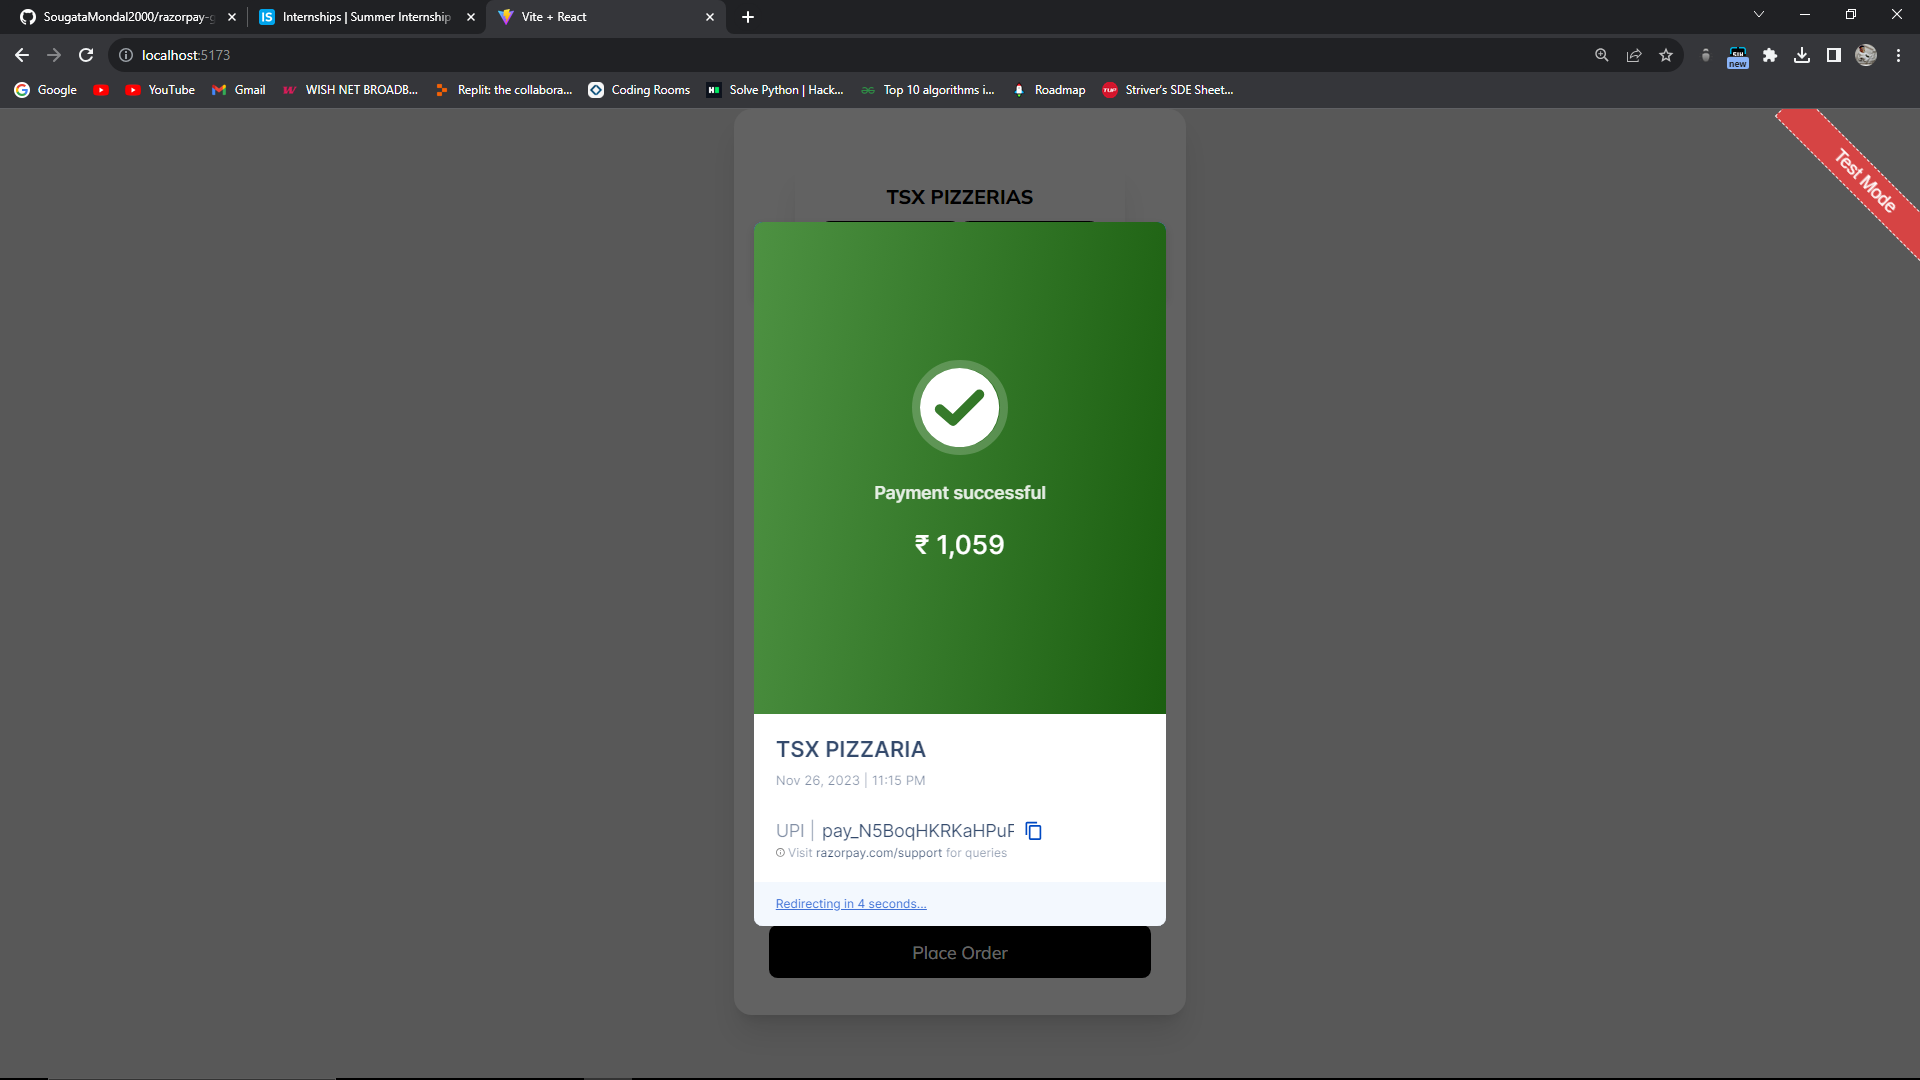 SougataMondal2000/razorpay-g
Internships | Summer Internship
Vite + React
localhost:5173
new
Google
YouTube
Gmail
WISH NET BROADB...
Replit: the collabora...
Coding Rooms
Solve Python | Hack...
Top 10 algorithms i...
Roadmap
Striver's SDE Sheet...
Test Mode
TSX PIZZERIAS
Payment successful
₹ 1,059
TSX PIZZARIA
Nov 26, 2023 | 11:15 PM
UPI | pay_N5BoqHKRKaHPuF
Visit razorpay.com/support for queries
Redirecting in 4 seconds...
Place Order